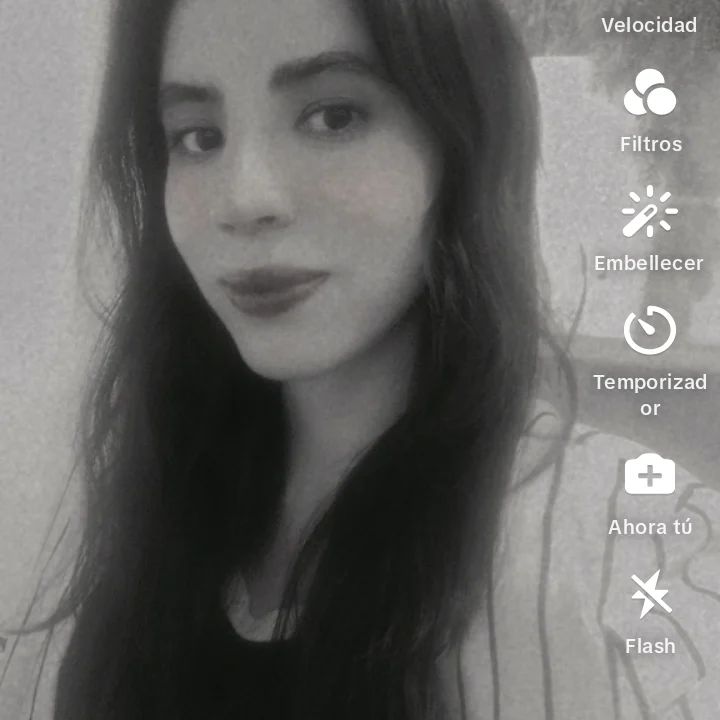 Velocidad
Filtros
Embellecer
Temporizad
or
Ahora tú
Flash